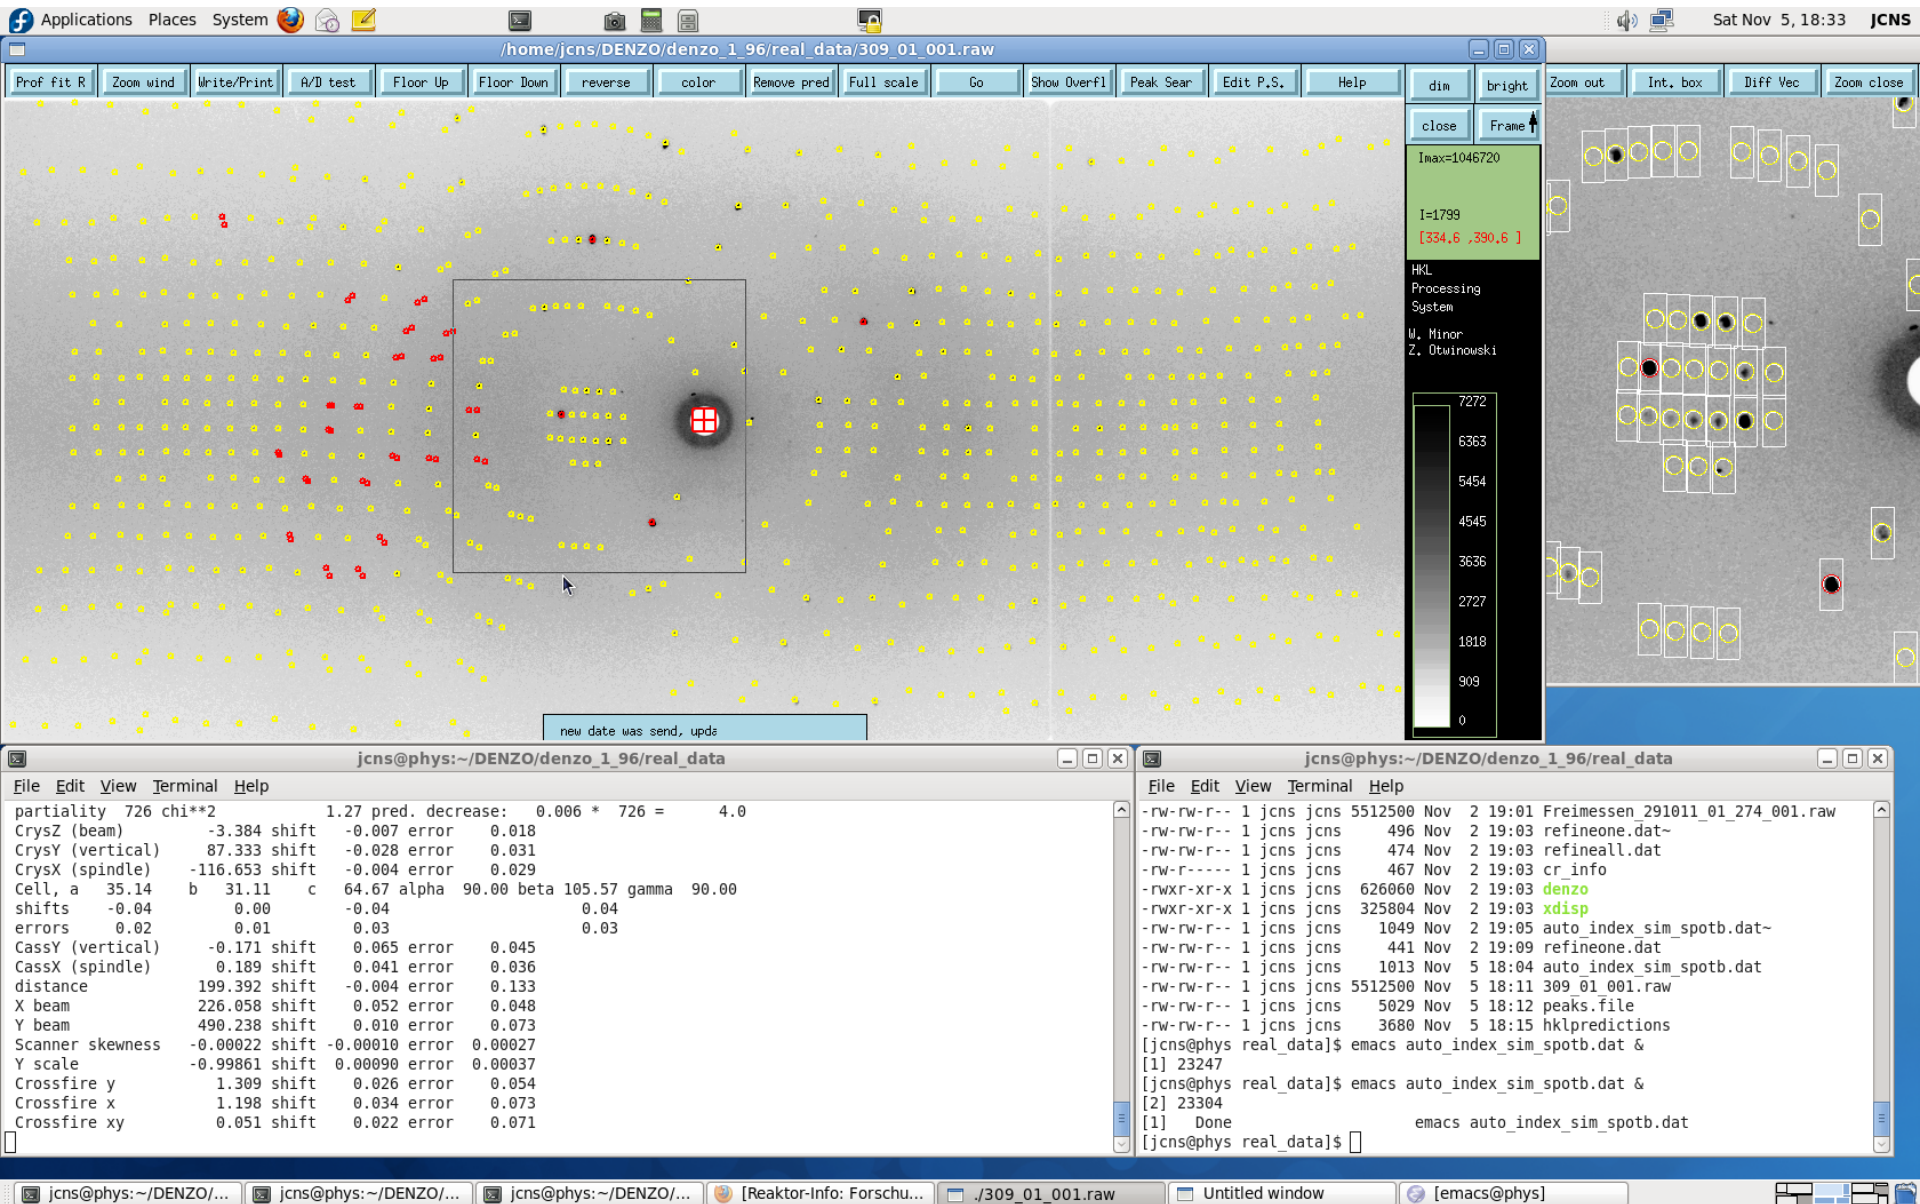 Applications Places System Sat Nov 5, 18:33 JCNS
/home/jcns/DENZO/denzo_1_96/real_data/309_01_001.raw
Prof fit R Zoom wind Write/Print A/D test Floor Up Floor Down reverse color Remove pred Full scale Go Show Overfl Peak Sear Edit P.S. Help
dim bright
close Frame
Zoom out Int. box Diff Vec Zoom close
Imax=1046720
I=1799
[334.6 ,390.6 ]
HKL
Processing
System
W. Minor
Z. Otwinowski
7272
6363
5454
4545
3636
2727
1818
909
0
new date was send, upda
jcns@phys:~/DENZO/denzo_1_96/real_data
File Edit View Terminal Help
partiality 726 chi**2 1.27 pred. decrease: 0.006 * 726 = 4.0
CrysZ (beam) -3.384 shift -0.007 error 0.018
CrysY (vertical) 87.333 shift -0.028 error 0.031
CrysX (spindle) -116.653 shift -0.004 error 0.029
Cell, a 35.14 b 31.11 c 64.67 alpha 90.00 beta 105.57 gamma 90.00
shifts -0.04 0.00 -0.04 0.04
errors 0.02 0.01 0.03 0.03
CassY (vertical) -0.171 shift 0.065 error 0.045
CassX (spindle) 0.189 shift 0.041 error 0.036
distance 199.392 shift -0.004 error 0.133
X beam 226.058 shift 0.052 error 0.048
Y beam 490.238 shift 0.010 error 0.073
Scanner skewness -0.00022 shift -0.00010 error 0.00027
Y scale -0.99861 shift 0.00090 error 0.00037
Crossfire y 1.309 shift 0.026 error 0.054
Crossfire x 1.198 shift 0.034 error 0.073
Crossfire xy 0.051 shift 0.022 error 0.071
jcns@phys:~/DENZO/denzo_1_96/real_data
File Edit View Terminal Help
-rw-rw-r-- 1 jcns jcns 5512500 Nov 2 19:01 Freimessen_291011_01_274_001.raw
-rw-rw-r-- 1 jcns jcns 496 Nov 2 19:03 refineone.dat~
-rw-rw-r-- 1 jcns jcns 474 Nov 2 19:03 refineall.dat
-rw-r----- 1 jcns jcns 467 Nov 2 19:03 cr_info
-rwxr-xr-x 1 jcns jcns 626060 Nov 2 19:03 denzo
-rwxr-xr-x 1 jcns jcns 325804 Nov 2 19:03 xdisp
-rw-rw-r-- 1 jcns jcns 1049 Nov 2 19:05 auto_index_sim_spotb.dat~
-rw-rw-r-- 1 jcns jcns 441 Nov 2 19:09 refineone.dat
-rw-rw-r-- 1 jcns jcns 1013 Nov 5 18:04 auto_index_sim_spotb.dat
-rw-rw-r-- 1 jcns jcns 5512500 Nov 5 18:11 309_01_001.raw
-rw-rw-r-- 1 jcns jcns 5029 Nov 5 18:12 peaks.file
-rw-rw-r-- 1 jcns jcns 3680 Nov 5 18:15 hklpredictions
[jcns@phys real_data]$ emacs auto_index_sim_spotb.dat &
[1] 23247
[jcns@phys real_data]$ emacs auto_index_sim_spotb.dat &
[2] 23304
[1] Done emacs auto_index_sim_spotb.dat
[jcns@phys real_data]$
jcns@phys:~/DENZO/... jcns@phys:~/DENZO/... jcns@phys:~/DENZO/... [Reaktor-Info: Forschu... ./309_01_001.raw Untitled window [emacs@phys]